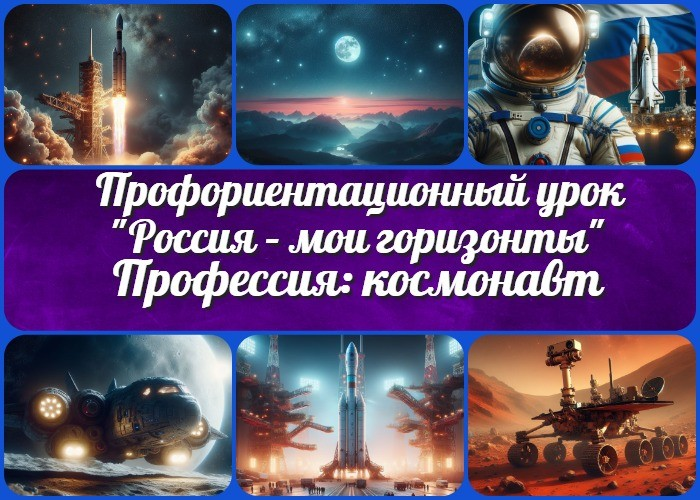 Профориентационный урок
"Россия – мои горизонты"
Профессия: космонавт